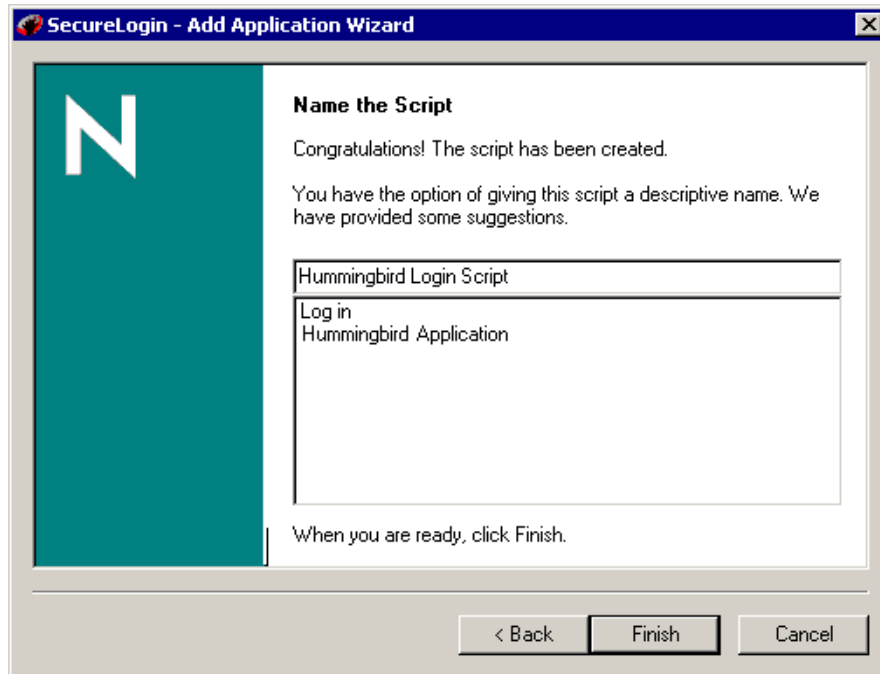 SecureLogin - Add Application Wizard
N
Name the Script
Congratulations! The script has been created.
You have the option of giving this script a descriptive name. We
have provided some suggestions.
Hummingbird Login Script
Log in
Hummingbird Application
When you are ready, click Finish.
< Back Finish Cancel